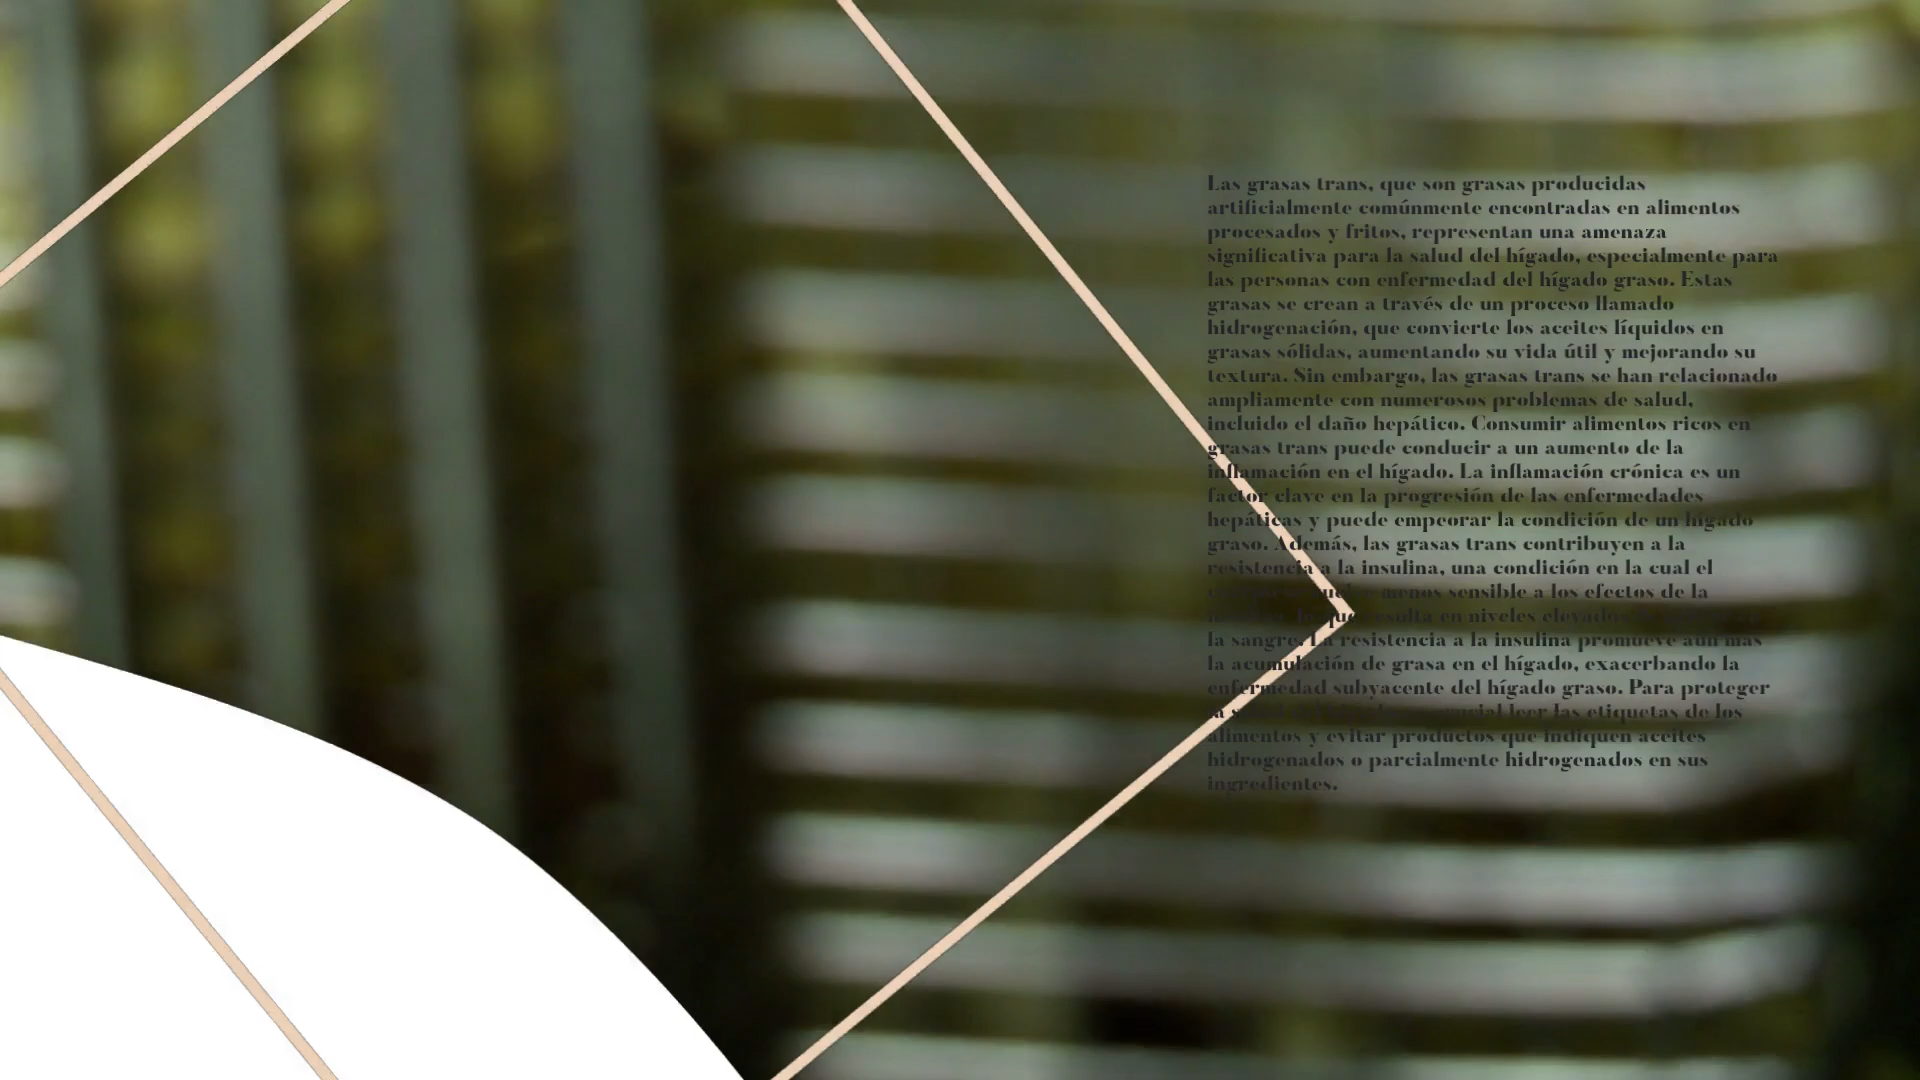 Las grasas trans, que son grasas producidas
artificialmente comúnmente encontradas en alimentos
procesados y fritos, representan una amenaza
significativa para la salud del hígado, especialmente para
las personas con enfermedad del hígado graso. Estas
grasas se crean a través de un proceso llamado
hidrogenación, que convierte los aceites líquidos en
grasas sólidas, aumentando su vida útil y mejorando su
textura. Sin embargo, las grasas trans se han relacionado
ampliamente con numerosos problemas de salud,
incluido el daño hepático. Consumir alimentos ricos en
grasas trans puede conducir a un aumento de la
inflamación en el hígado. La inflamación crónica es un
factor clave en la progresión de las enfermedades
hepáticas y puede empeorar la condición de un hígado
graso. Además, las grasas trans contribuyen a la
resistencia a la insulina, una condición en la cual el
menos sensible a los efectos de la
que resulta en niveles elevados
la sangre. La resistencia a la insulina promueve aún más
la acumulación de grasa en el hígado, exacerbando la
enfermedad subyacente del hígado graso. Para proteger
la crucial leer las etiquetas de los
alimentos y evitar productos que indiquen aceites
hidrogenados o parcialmente hidrogenados en sus
ingredientes.